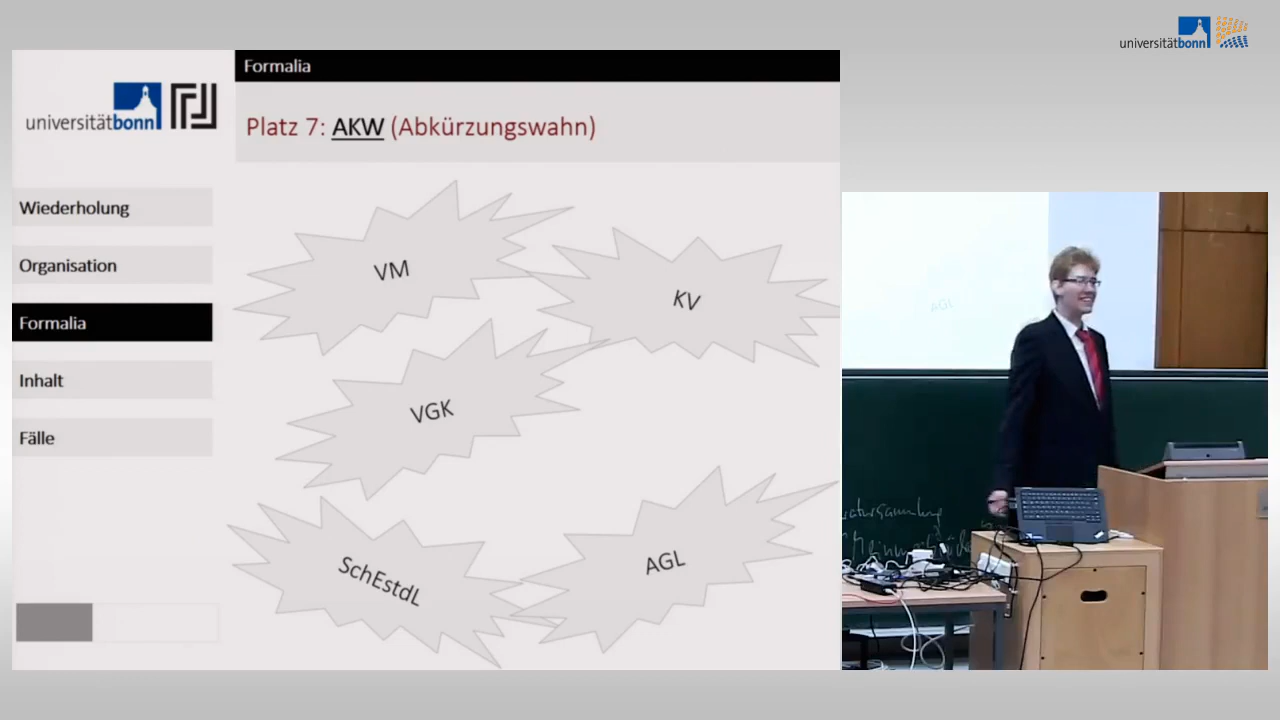 universitätbonn
Formalia
universitätbonn
Platz 7: AKW (Abkürzungswahn)
Wiederholung
Organisation
Formalia
Inhalt
Fälle
VM
KV
VGK
SchEstdL
AGL
AGL